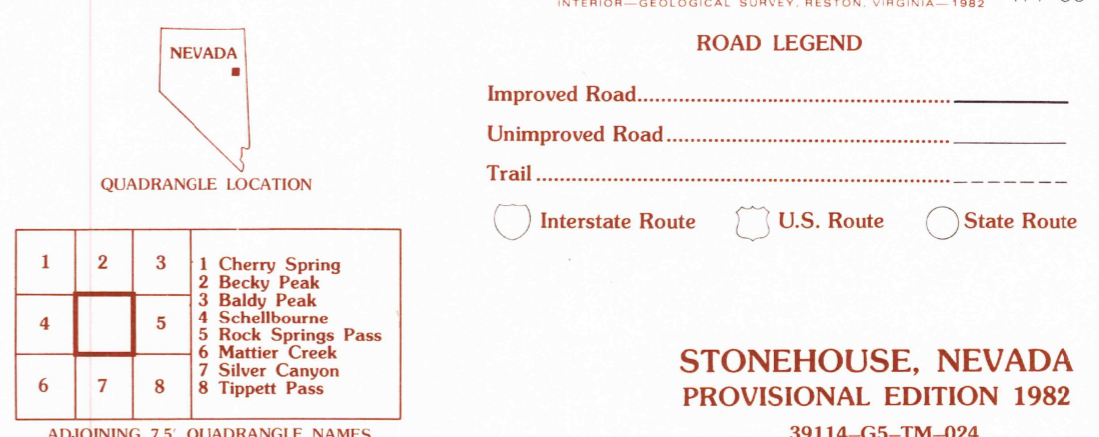 INTERIOR—GEOLOGICAL SURVEY, RESTON, VIRGINIA—1982
NEVADA
QUADRANGLE LOCATION
ROAD LEGEND
Improved Road
Unimproved Road
Trail
Interstate Route
U.S. Route
State Route
1 2 3
4 5
6 7 8
1 Cherry Spring
2 Becky Peak
3 Baldy Peak
4 Schellbourne
5 Rock Springs Pass
6 Mattier Creek
7 Silver Canyon
8 Tippett Pass
ADJOINING 7.5′ QUADRANGLE NAMES
STONEHOUSE, NEVADA
PROVISIONAL EDITION 1982
39114–G5–TM–024